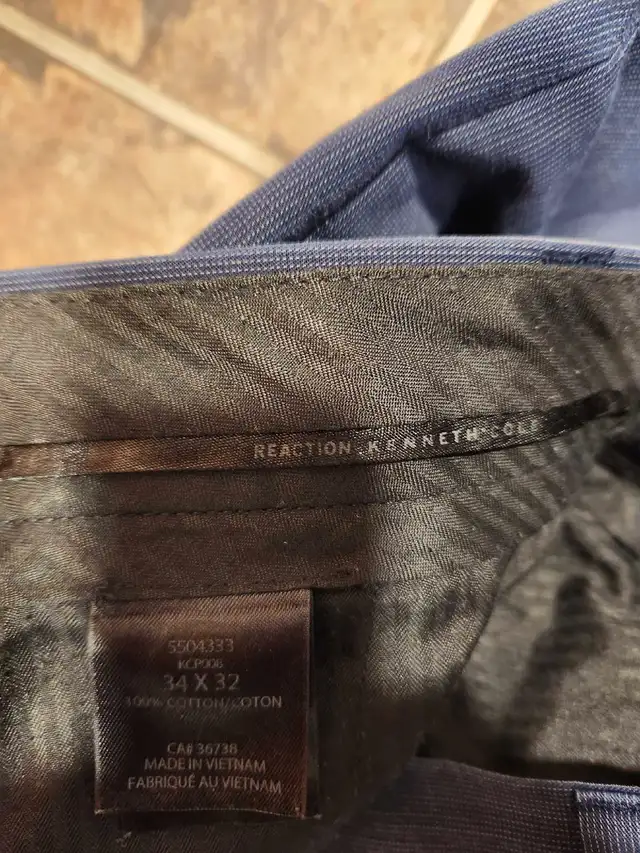 REACTION KENNETH COLE
5504333
KCP008
34 X 32
100% COTTON/COTON
CA# 36738
MADE IN VIETNAM
FABRIQUÉ AU VIETNAM